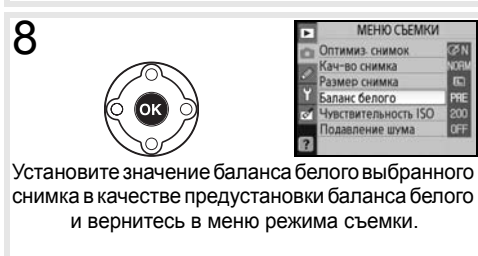 8
OK
МЕНЮ СЪЕМКИ
Оптимиз. снимок N
Кач-во снимка NORM
Размер снимка L
Баланс белого PRE
Чувствительность ISO 200
Подавление шума OFF
?
Установите значение баланса белого выбранного
снимка в качестве предустановки баланса белого
и вернитесь в меню режима съемки.